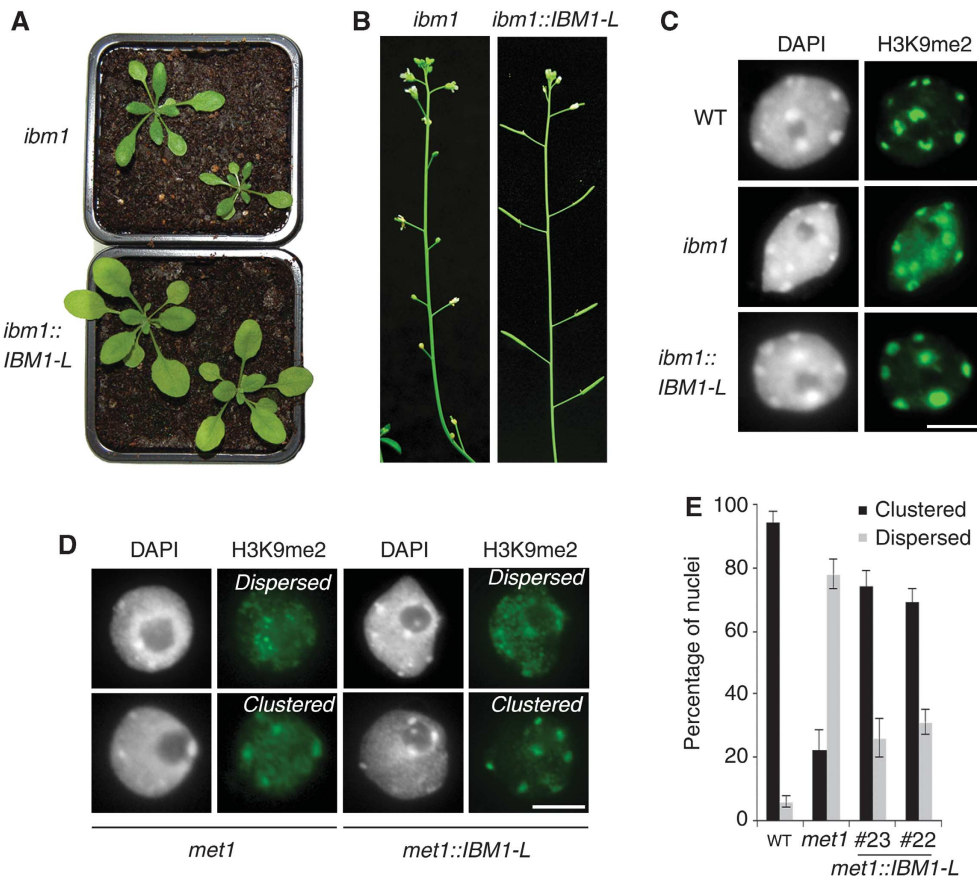 A
ibm1
ibm1::
IBM1-L
B
ibm1 ibm1::IBM1-L
C
DAPI H3K9me2
WT
ibm1
ibm1::
IBM1-L
D
DAPI H3K9me2 DAPI H3K9me2
Dispersed Dispersed
Clustered Clustered
met1 met1::IBM1-L
E
Clustered
Dispersed
Percentage of nuclei
100
80
60
40
20
0
WT met1 #23 #22
met1::IBM1-L